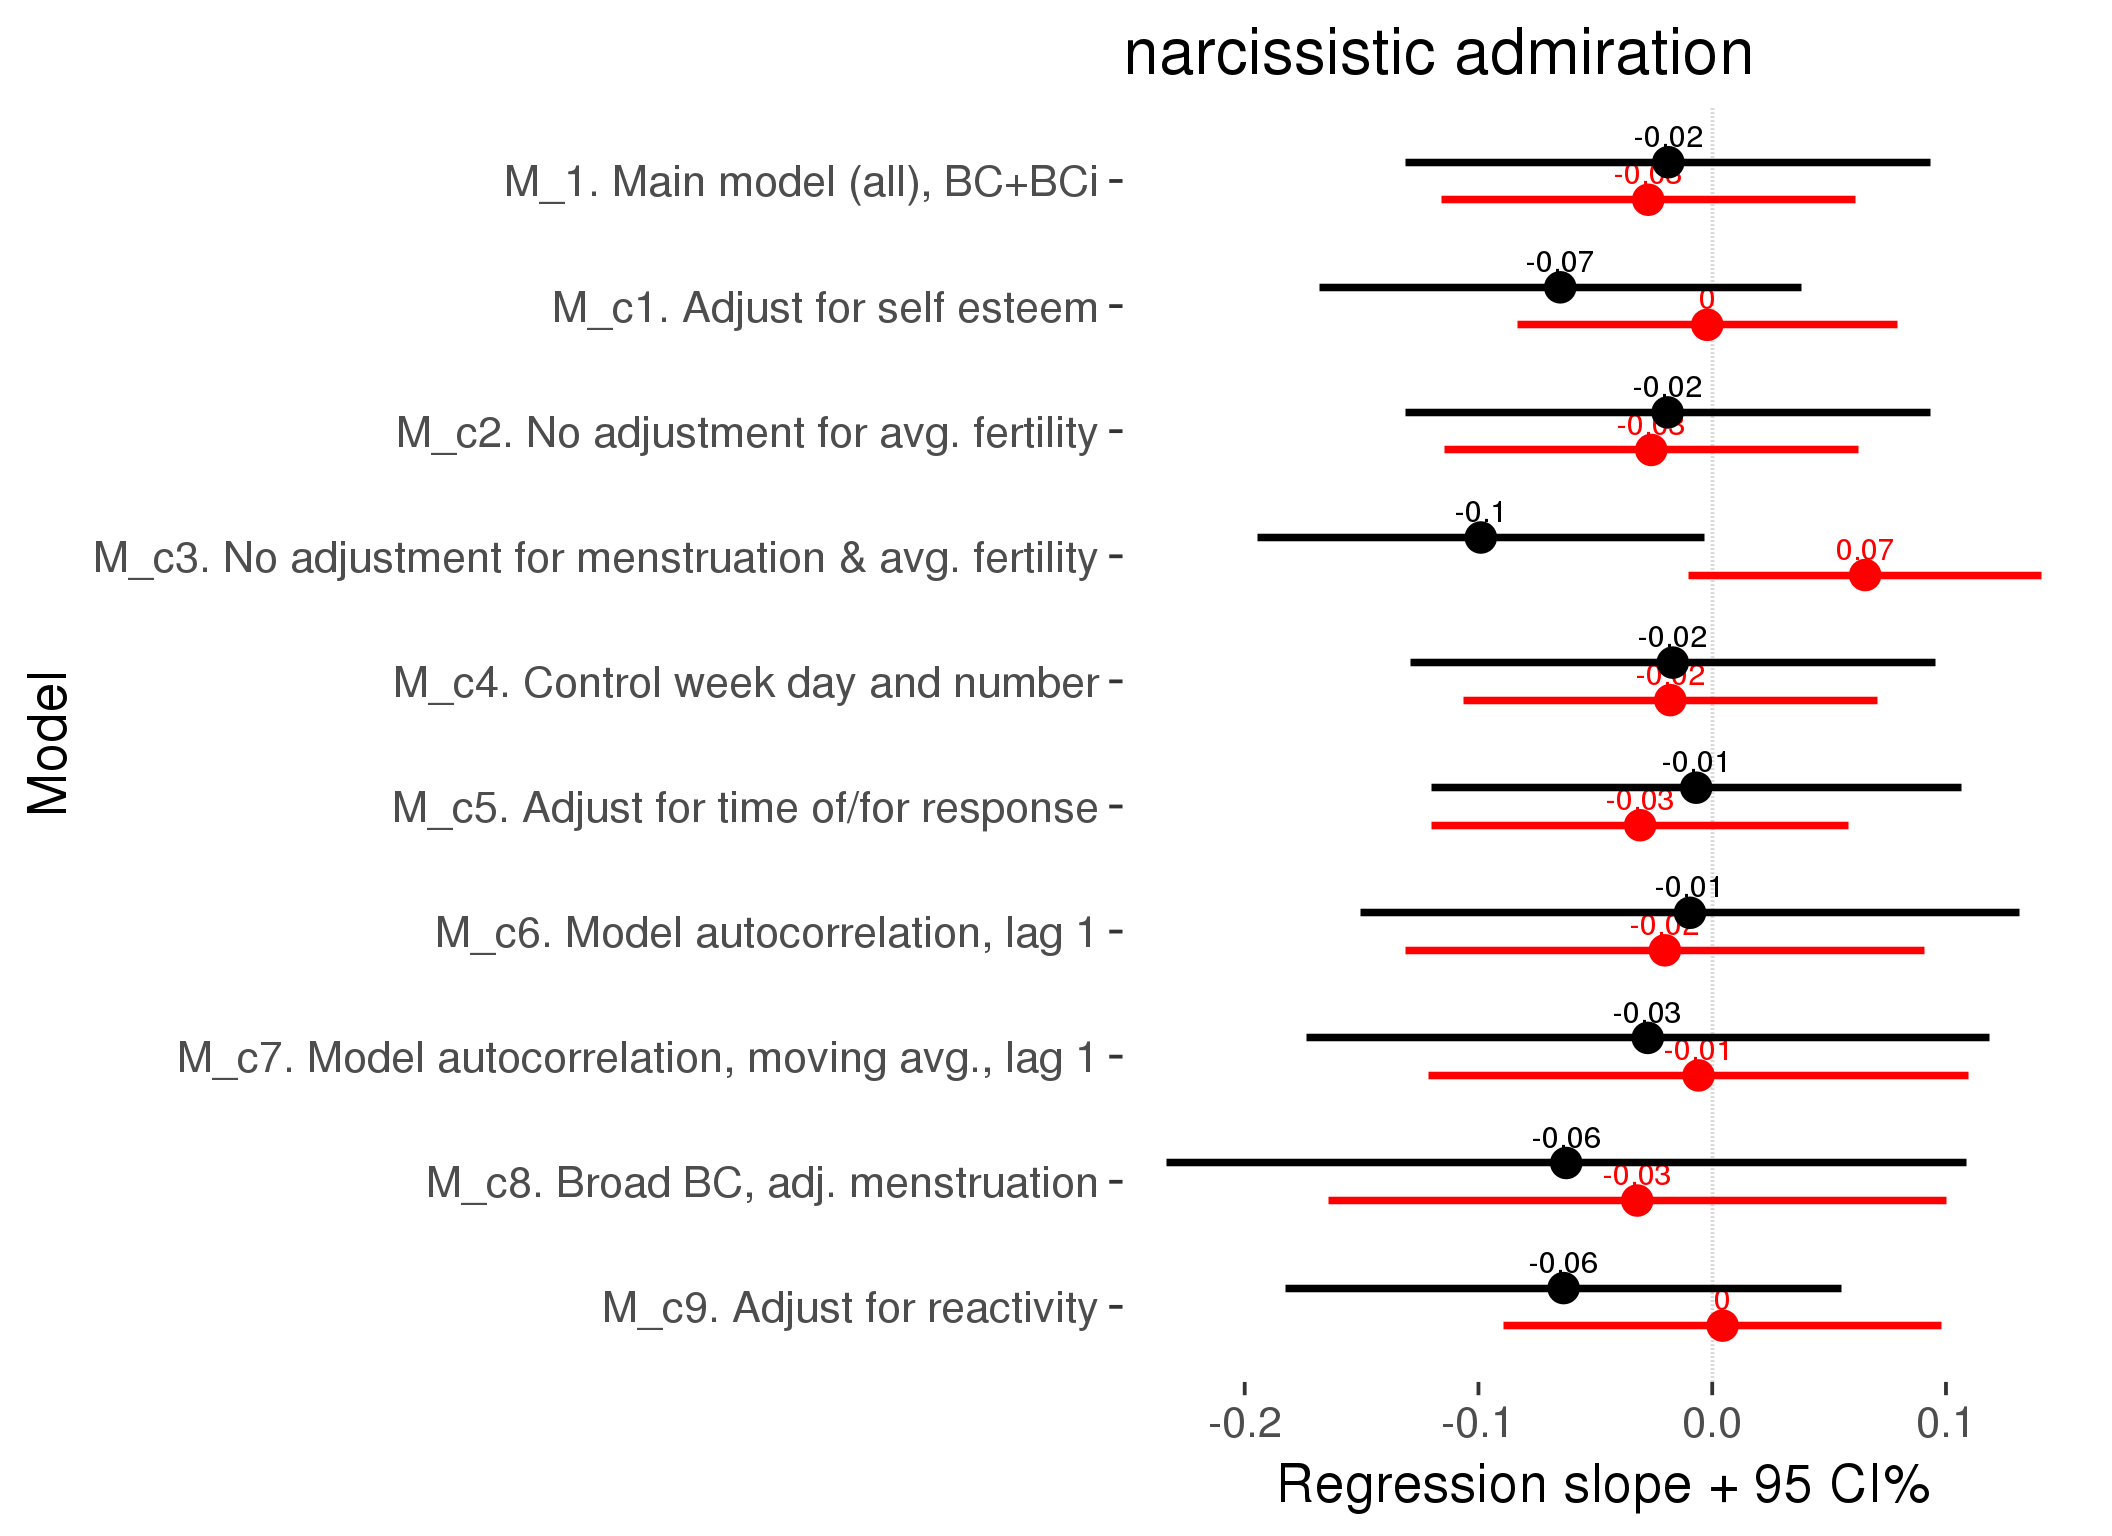 narcissistic admiration
M_1. Main model (all), BC+BCi
-0.02
-0.03
M_c1. Adjust for self esteem
-0.07
0
M_c2. No adjustment for avg. fertility
-0.02
-0.03
M_c3. No adjustment for menstruation & avg. fertility
-0.1
0.07
M_c4. Control week day and number
-0.02
-0.02
M_c5. Adjust for time of/for response
-0.01
-0.03
M_c6. Model autocorrelation, lag 1
-0.01
-0.02
M_c7. Model autocorrelation, moving avg., lag 1
-0.03
-0.01
M_c8. Broad BC, adj. menstruation
-0.06
-0.03
M_c9. Adjust for reactivity
-0.06
0
Model
-0.2 -0.1 0.0 0.1
Regression slope + 95 CI%